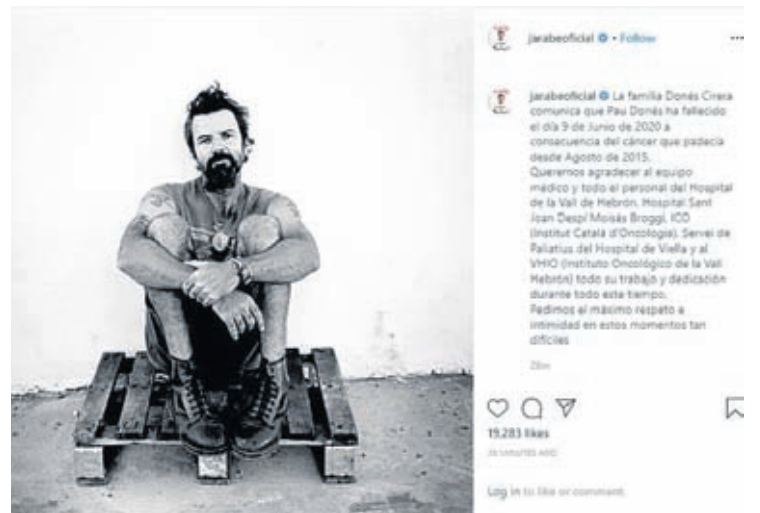 jarabeoficial • Follow
jarabeoficial La família Donés Cirera
comunica que Pau Donés ha fallecido
el día 9 de Junio de 2020 a
consecuencia del cáncer que padecía
desde Agosto de 2015.
Queremos agradecer al equipo
médico y todo el personal del Hospital
de la Vall de Hebrón, Hospital Sant
Joan Despí Moisès Broggi, ICO
(Institut Català d'Oncologia), Servei de
Paliatius del Hospital de Viella y al
VHIO (Instituto Oncológico de la Vall
Hebrón) todo su trabajo y dedicación
durante todo este tiempo.
Pedimos el máximo respeto e
intimidad en estos momentos tan
difíciles
19,283 likes
Log in to like or comment.